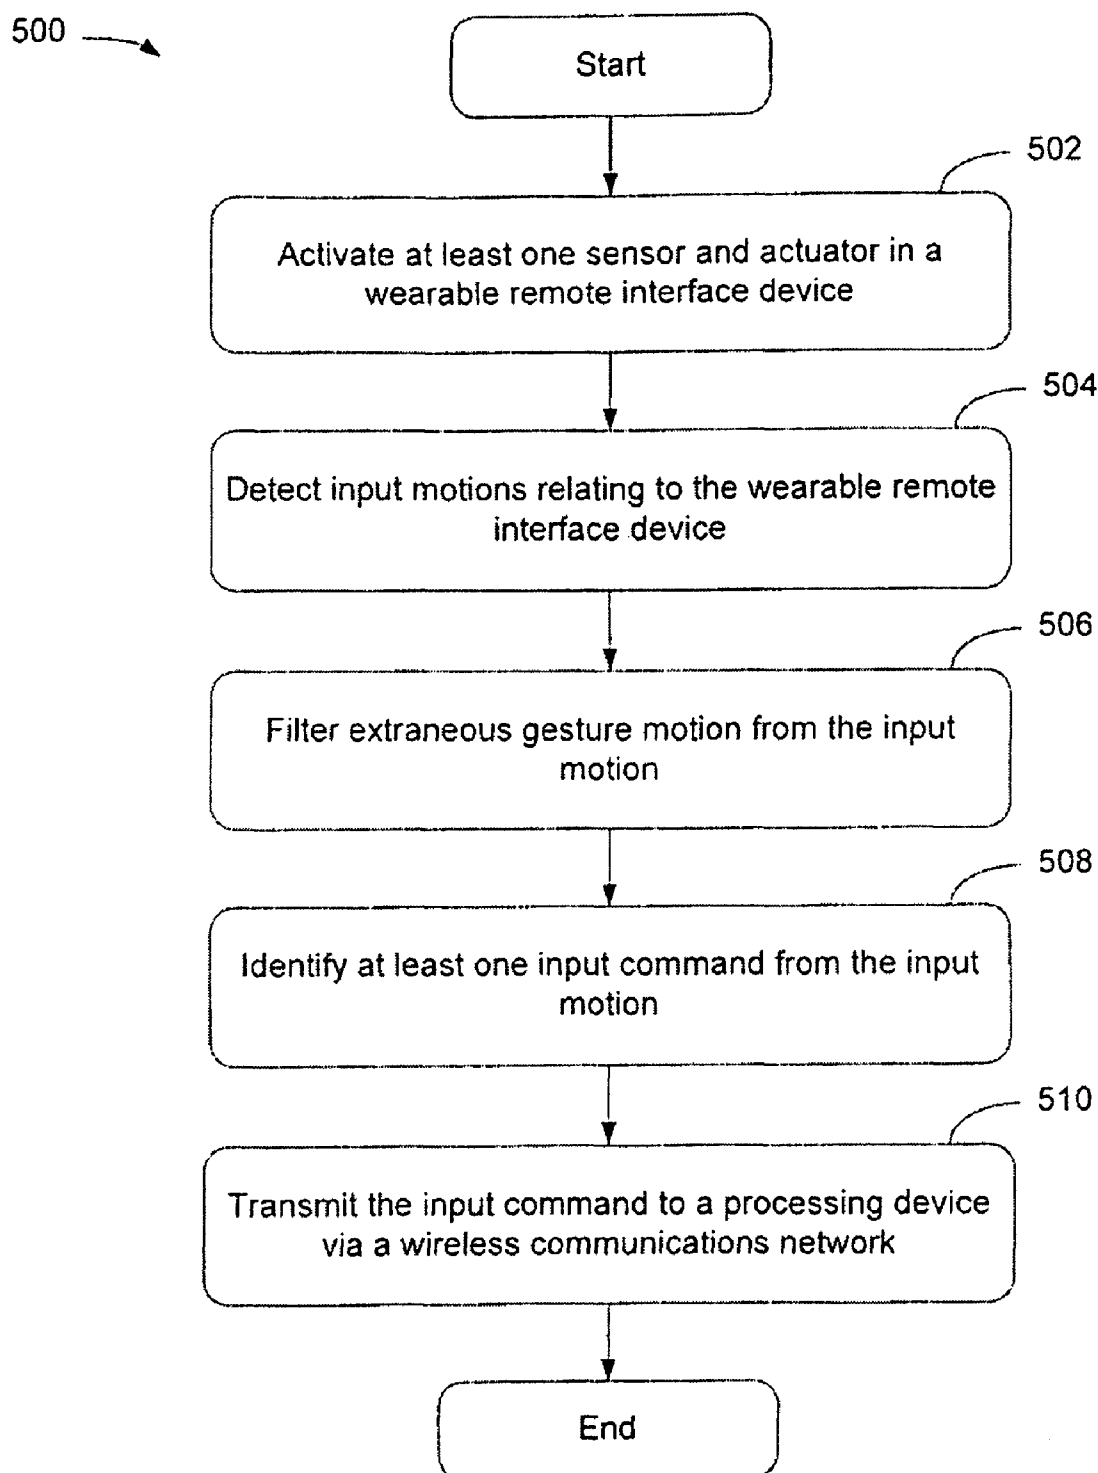 500
Start
502
Activate at least one sensor and actuator in a
wearable remote interface device
504
Detect input motions relating to the wearable remote
interface device
506
Filter extraneous gesture motion from the input
motion
508
Identify at least one input command from the input
motion
510
Transmit the input command to a processing device
via a wireless communications network
End